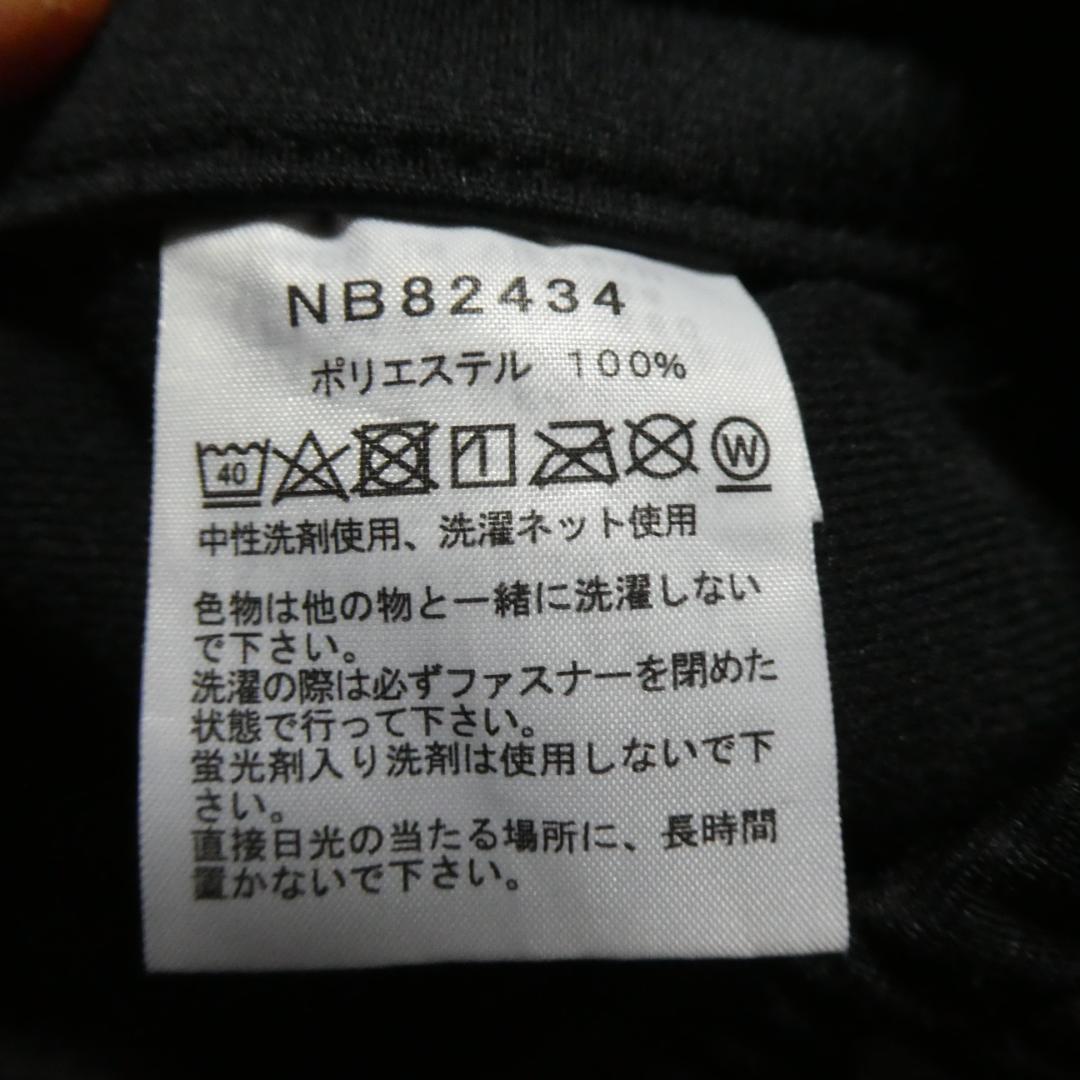 NB82434
ポリエステル 100%
40 W
中性洗剤使用、洗濯ネット使用
色物は他の物と一緒に洗濯しない
で下さい。
洗濯の際は必ずファスナーを閉めた
状態で行って下さい。
蛍光剤入り洗剤は使用しないで下
さい。
直接日光の当たる場所に、長時間
置かないで下さい。